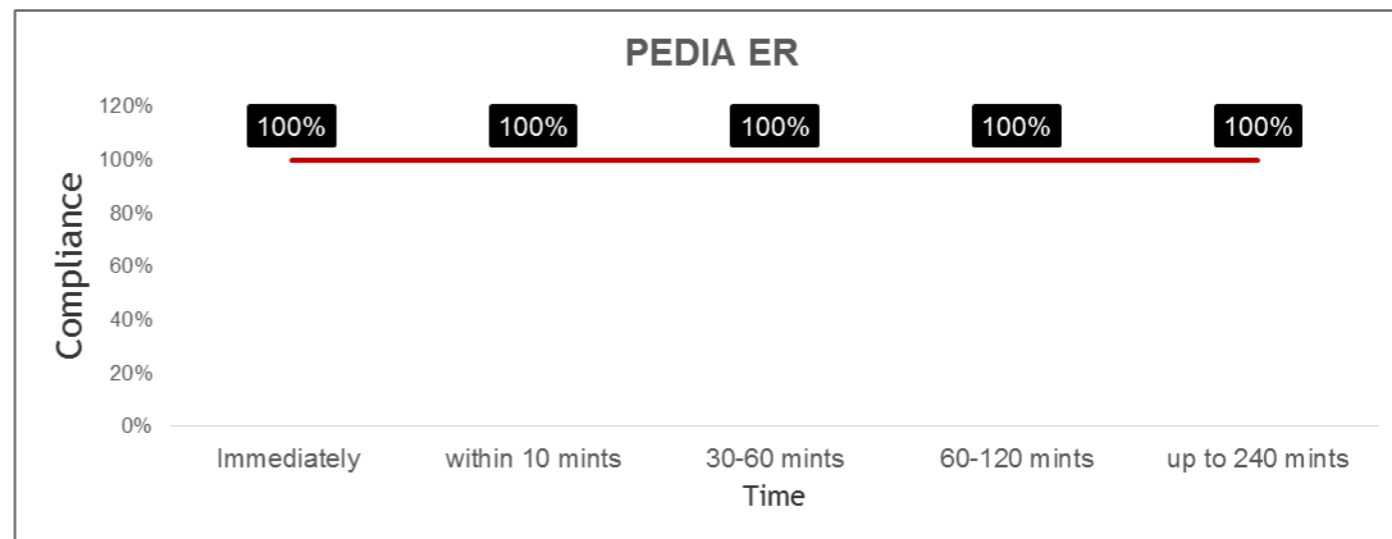 PEDIA ER
120%
100% 100% 100% 100% 100%
100%
80%
60%
40%
20%
0%
Compliance
Immediately within 10 mints 30-60 mints 60-120 mints up to 240 mints
Time